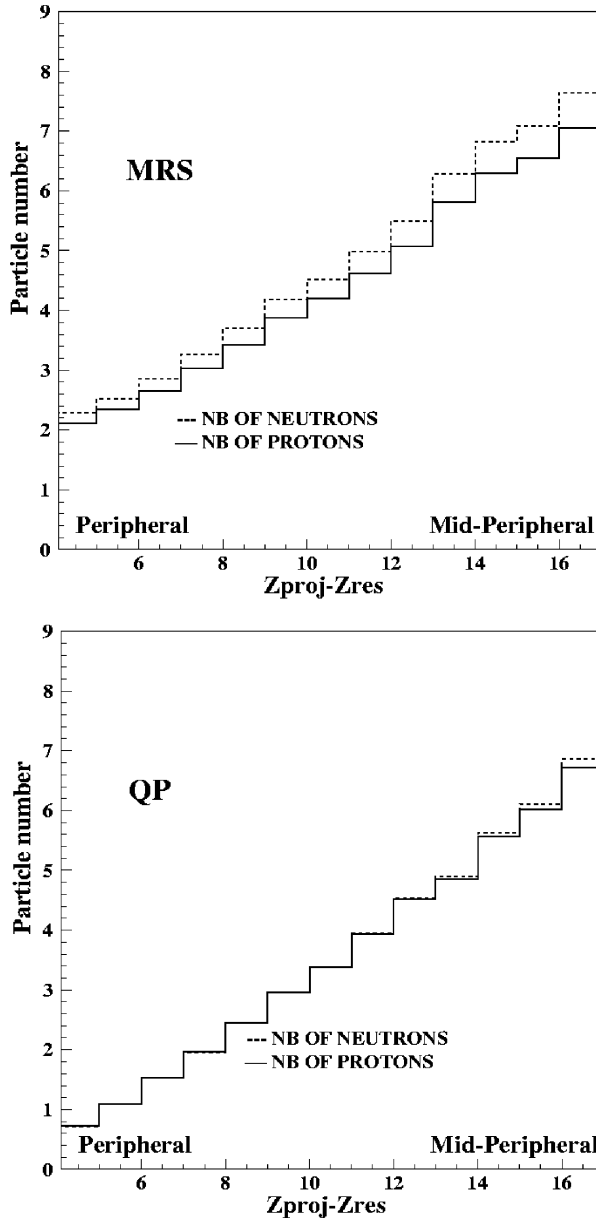 9
8
7
6
5
4
3
2
1
0
Particle number
MRS
NB OF NEUTRONS
NB OF PROTONS
Peripheral
Mid-Peripheral
6 8 10 12 14 16
Zproj-Zres
9
8
7
6
5
4
3
2
1
0
Particle number
QP
NB OF NEUTRONS
NB OF PROTONS
Peripheral
Mid-Peripheral
6 8 10 12 14 16
Zproj-Zres